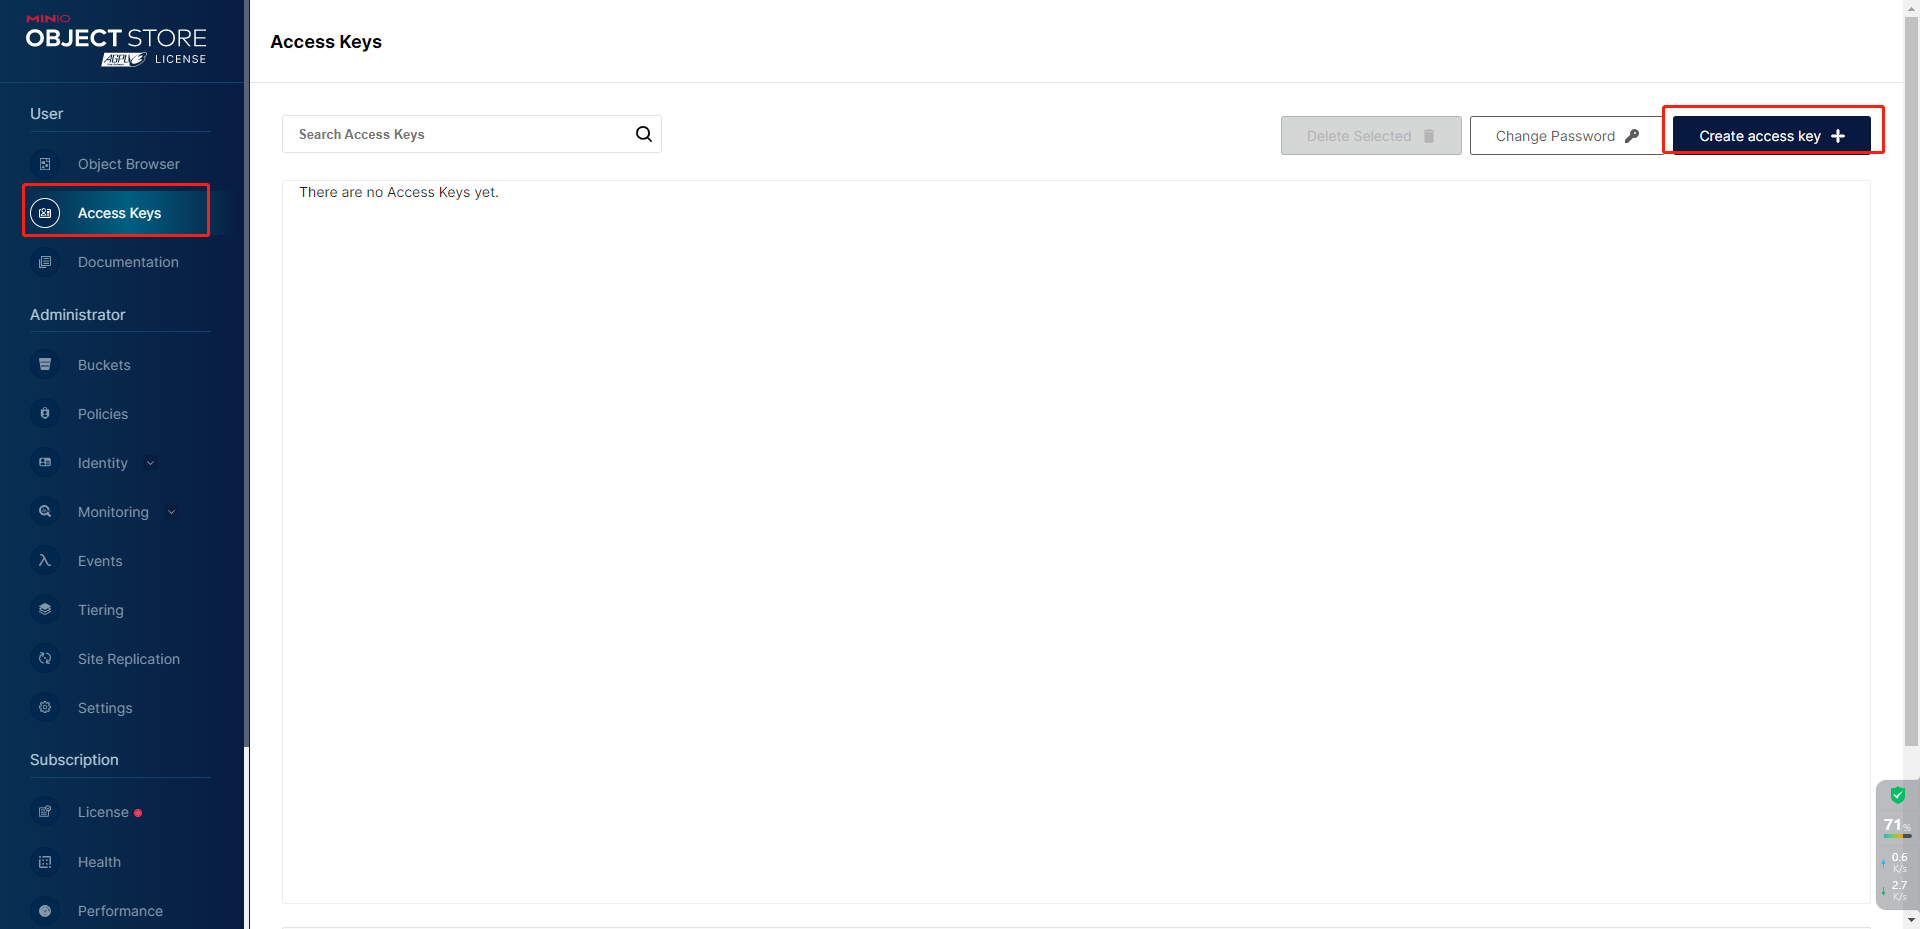 MINIO
OBJECT STORE
AGPL V3 LICENSE
User
Object Browser
Access Keys
Documentation
Administrator
Buckets
Policies
Identity
Monitoring
Events
Tiering
Site Replication
Settings
Subscription
License
Health
Performance
Access Keys
Search Access Keys
Delete Selected
Change Password
Create access key
There are no Access Keys yet.
71%
0.6
K/s
2.7
K/s